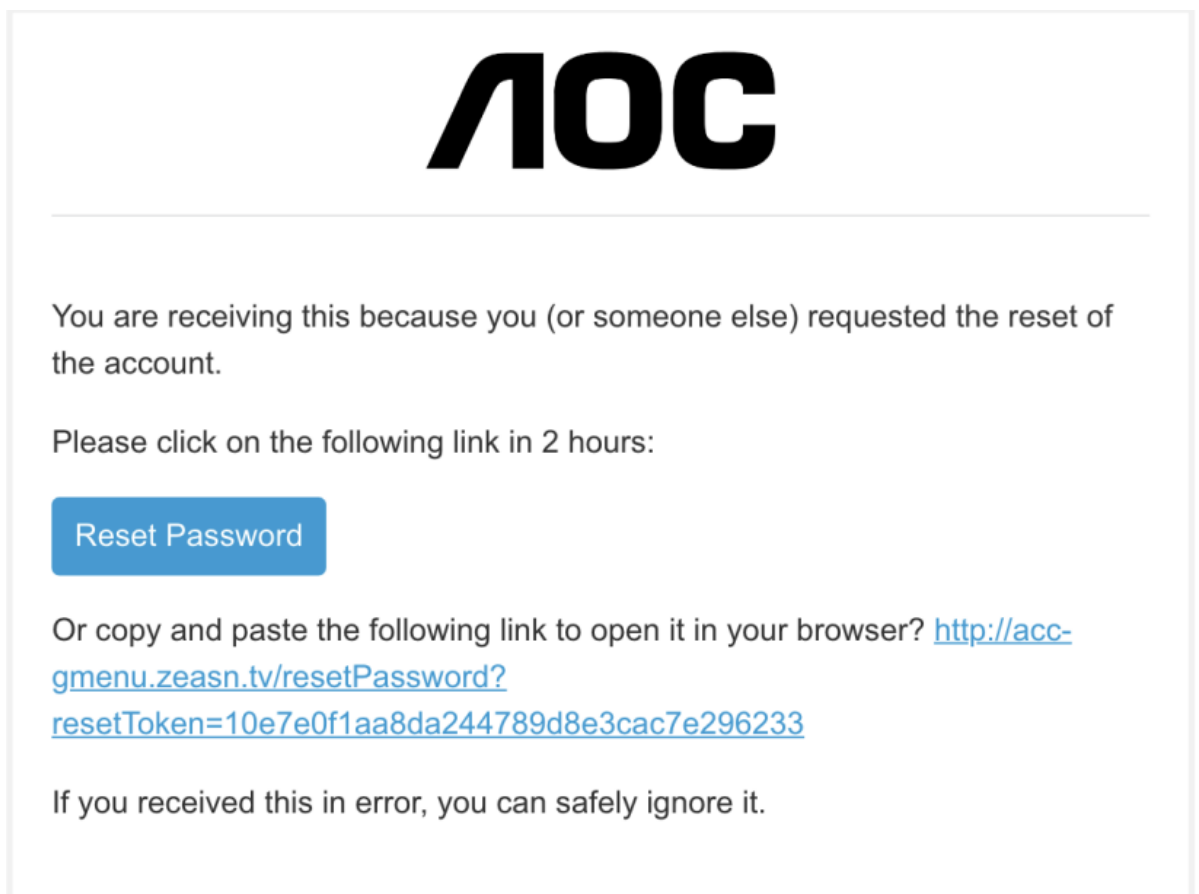 AOC
You are receiving this because you (or someone else) requested the reset of
the account.
Please click on the following link in 2 hours:
Reset Password
Or copy and paste the following link to open it in your browser? http://acc-
gmenu.zeasn.tv/resetPassword?
resetToken=10e7e0f1aa8da244789d8e3cac7e296233
If you received this in error, you can safely ignore it.